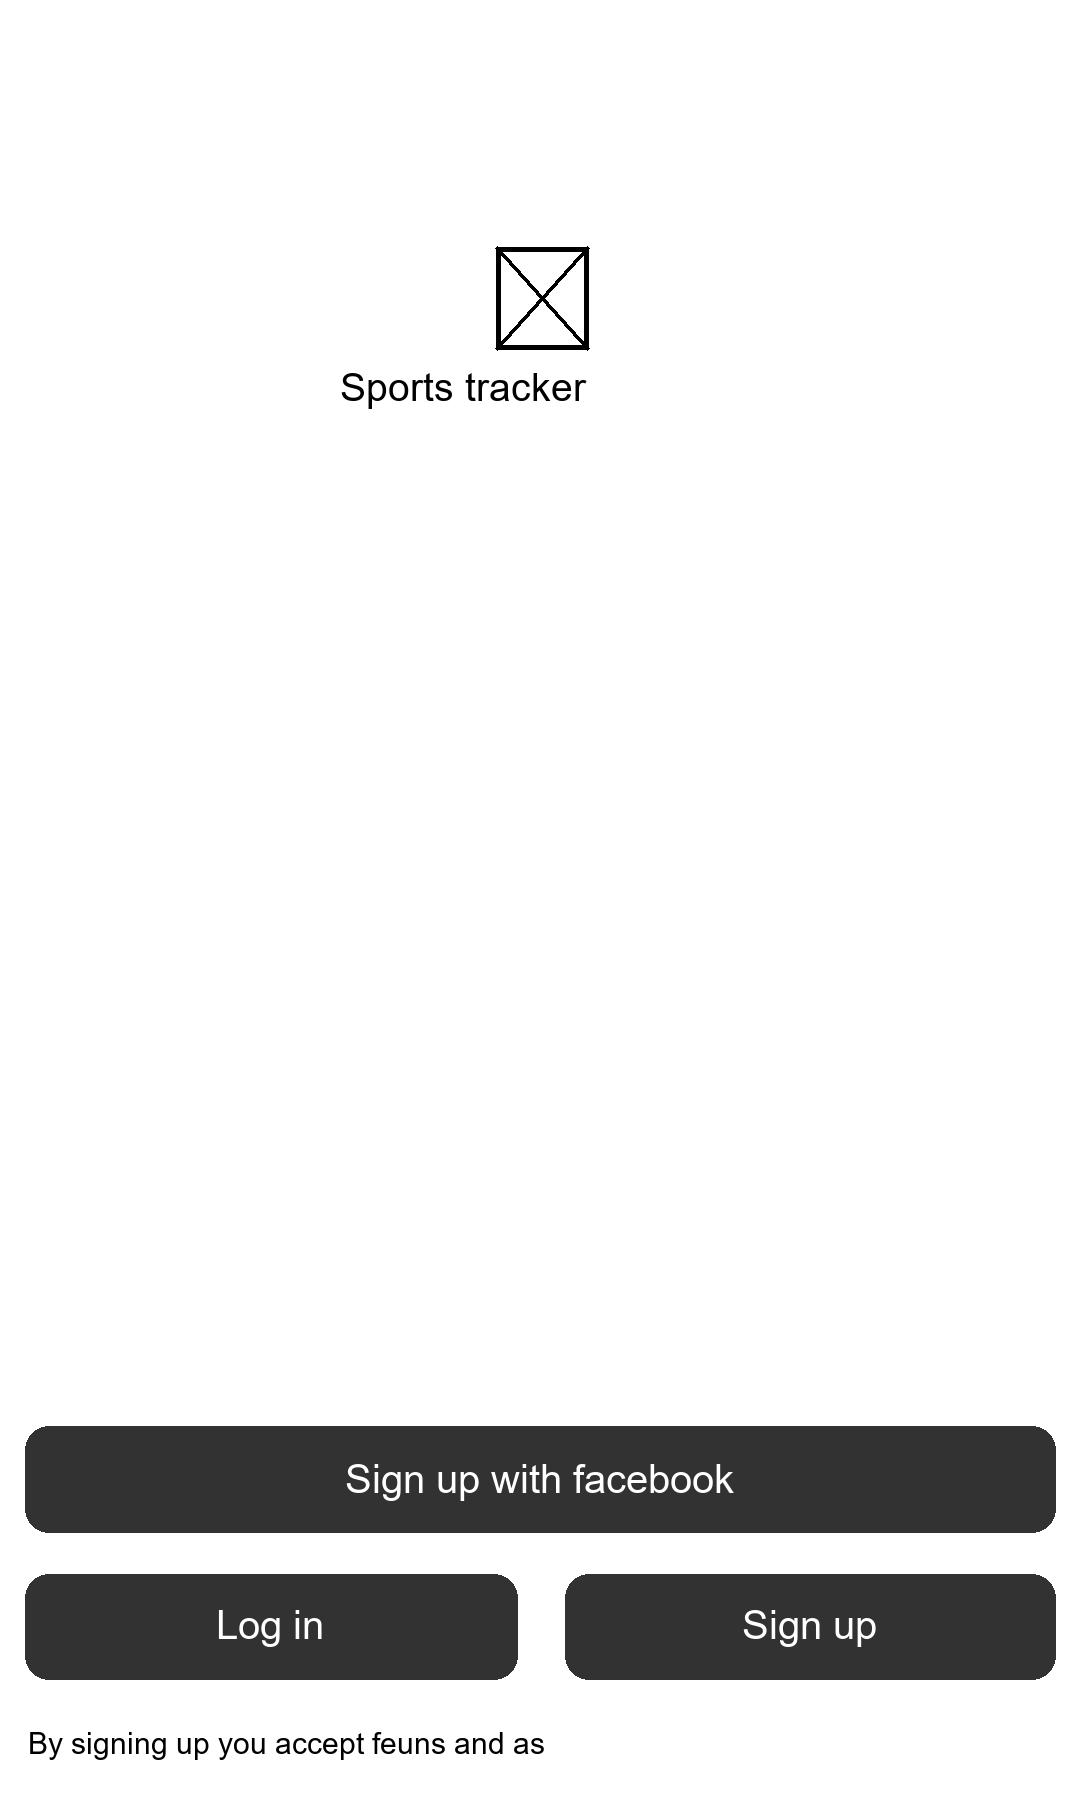 Sports tracker
Sign up with facebook
Log in
Sign up
By signing up you accept feuns and as